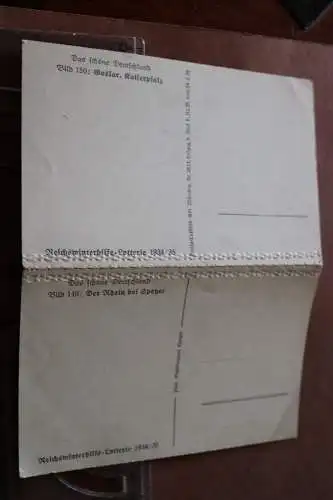 Das schöne Deutschland
Bild 150: Goslar, Kaiserpfalz
Reichswinterhilfe-Lotterie 1934/35
Das schöne Deutschland
Bild 149: Der Rhein bei Speyer
Reichswinterhilfe-Lotterie 1934/35